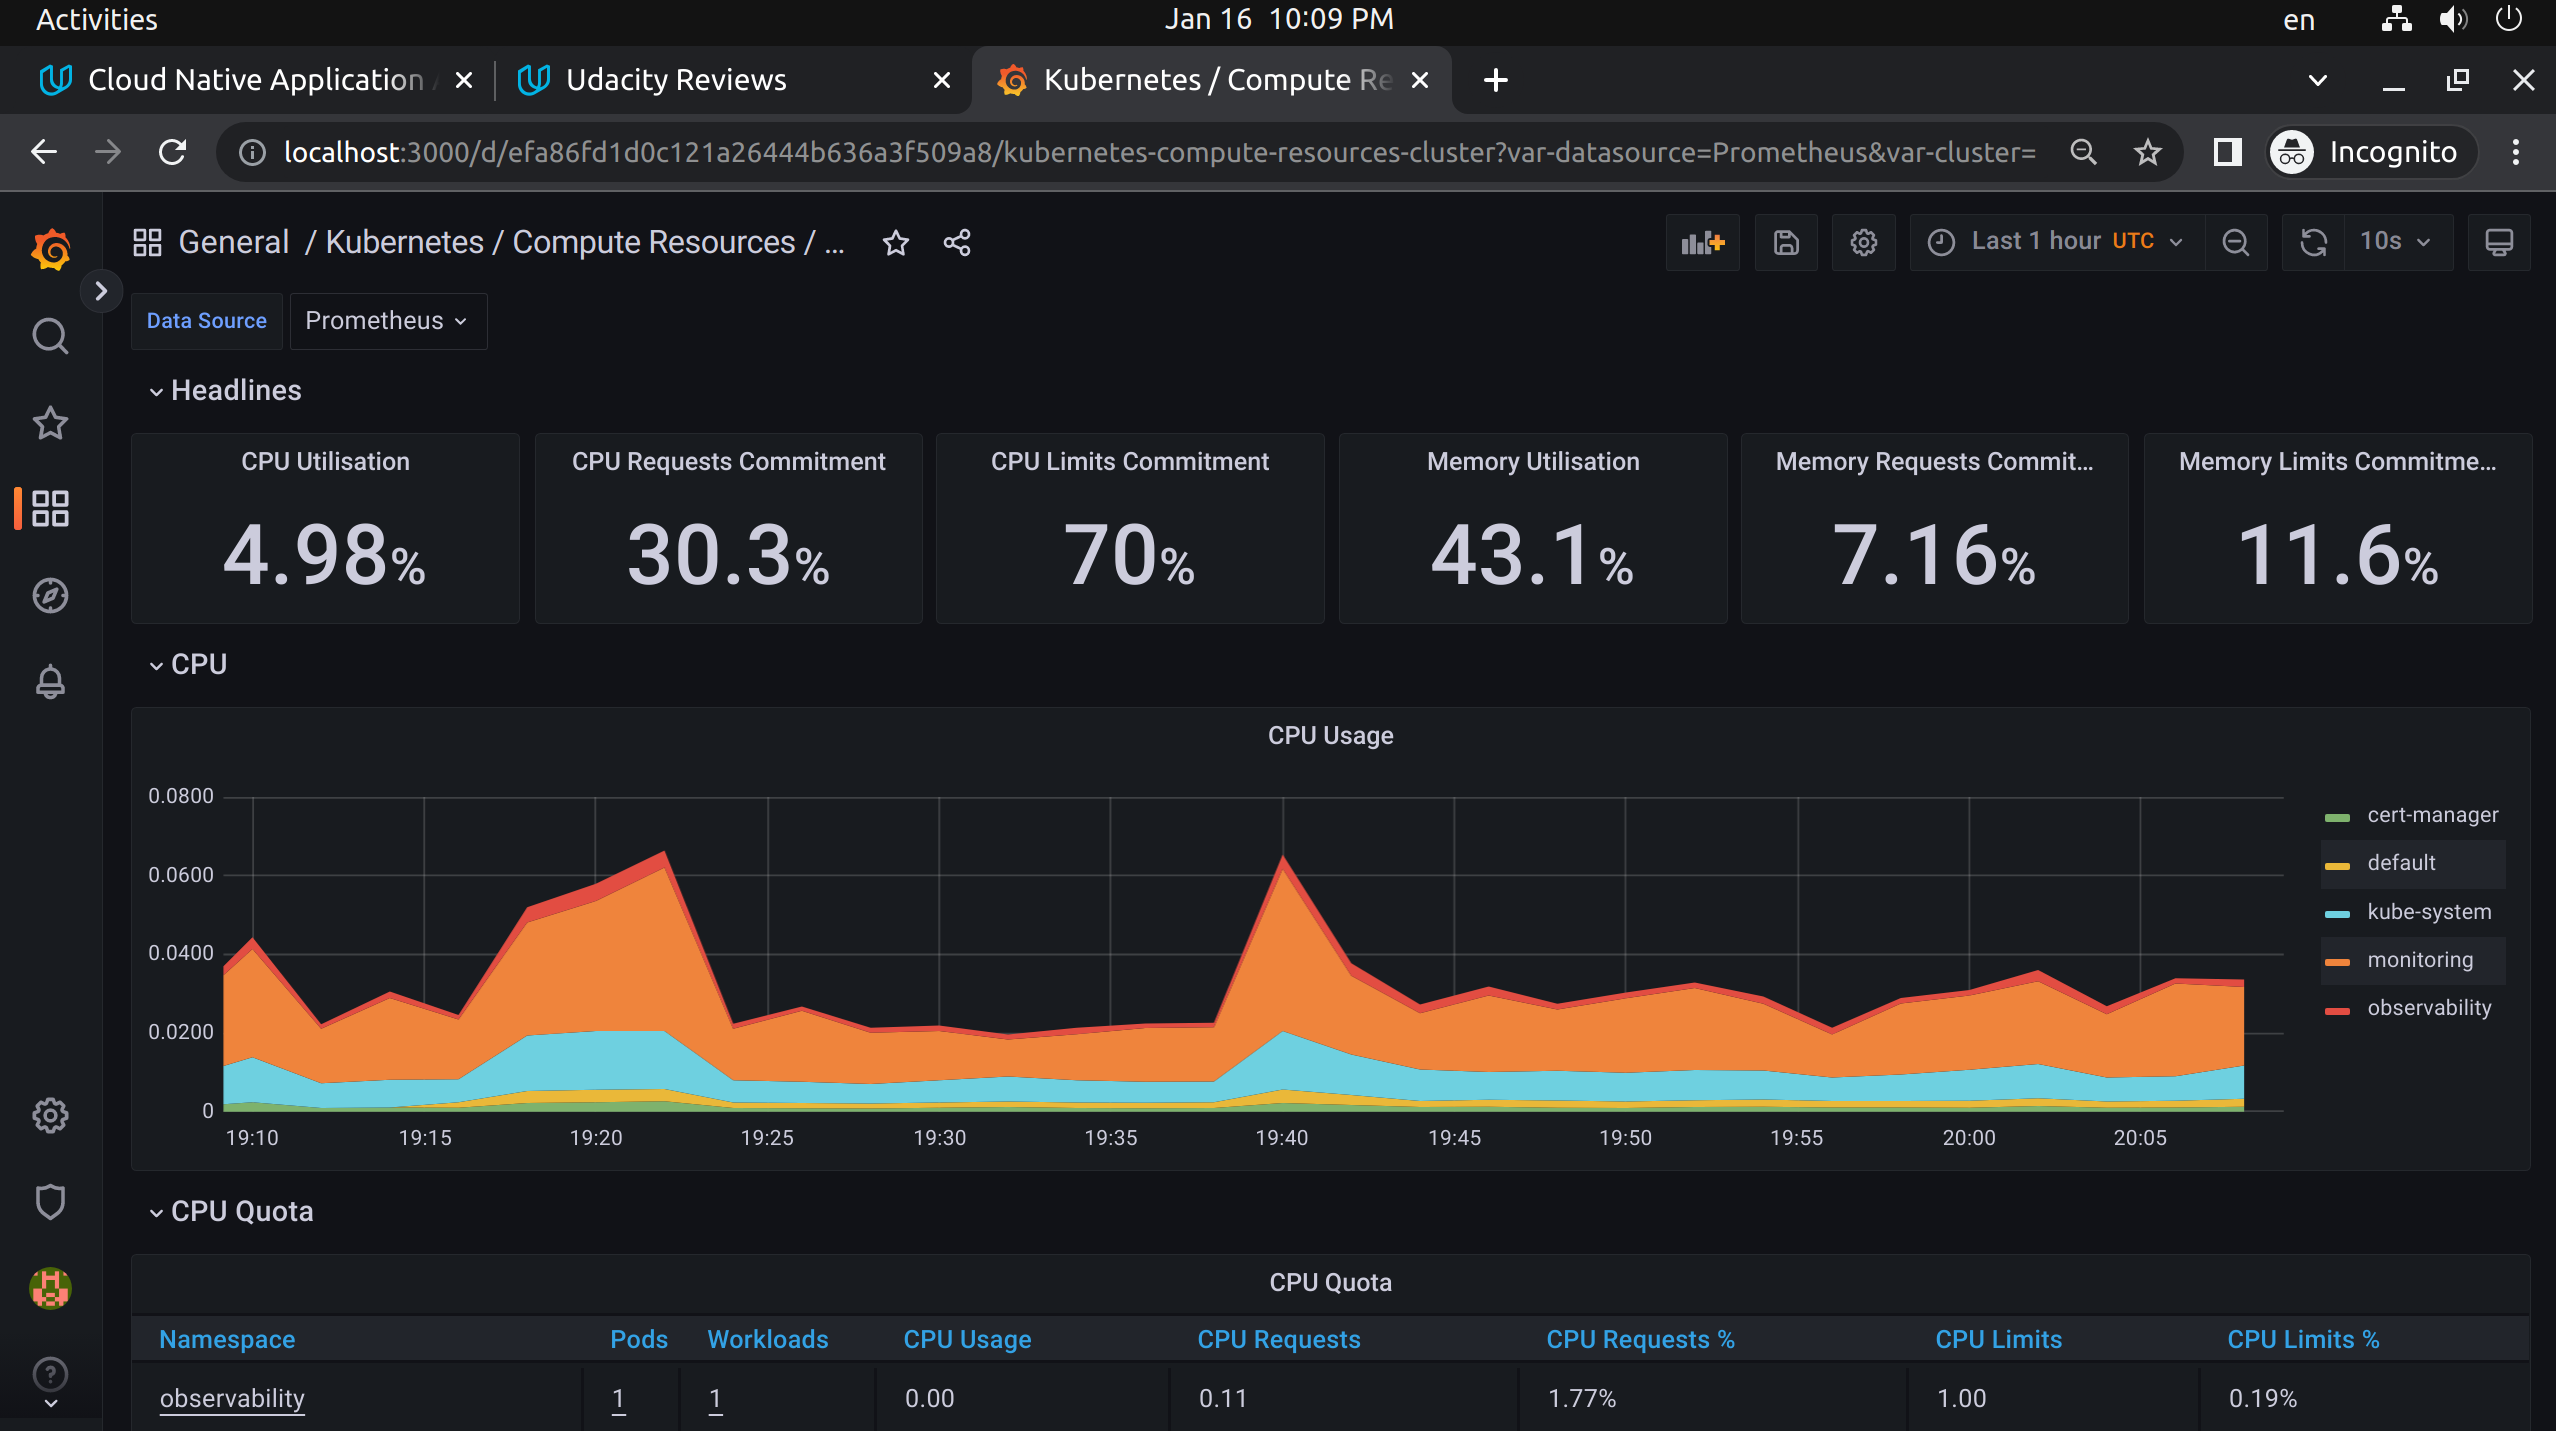 Activities
Jan 16 10:09 PM
en
Cloud Native Application
Udacity Reviews
Kubernetes / Compute Re
localhost:3000/d/efa86fd1d0c121a26444b636a3f509a8/kubernetes-compute-resources-cluster?var-datasource=Prometheus&var-cluster=
Incognito
General / Kubernetes / Compute Resources / ...
Last 1 hour UTC
10s
Data Source
Prometheus
Headlines
CPU Utilisation
4.98%
CPU Requests Commitment
30.3%
CPU Limits Commitment
70%
Memory Utilisation
43.1%
Memory Requests Commit...
7.16%
Memory Limits Commitme...
11.6%
CPU
CPU Usage
0.0800
0.0600
0.0400
0.0200
0
19:10 19:15 19:20 19:25 19:30 19:35 19:40 19:45 19:50 19:55 20:00 20:05
cert-manager
default
kube-system
monitoring
observability
CPU Quota
CPU Quota
Namespace Pods Workloads CPU Usage CPU Requests CPU Requests % CPU Limits CPU Limits %
observability 1 1 0.00 0.11 1.77% 1.00 0.19%